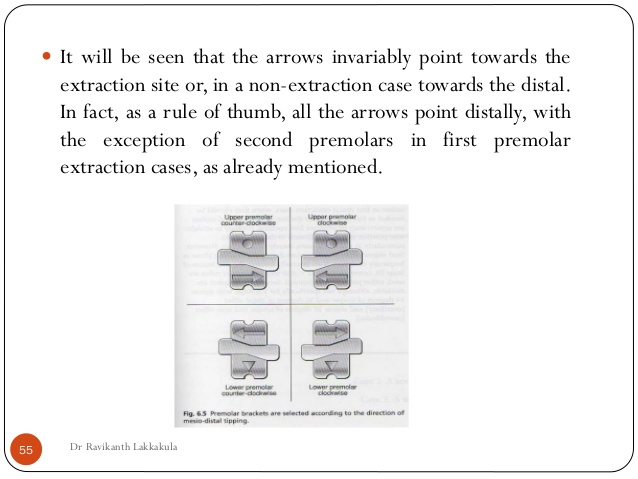 It will be seen that the arrows invariably point towards the
extraction site or, in a non-extraction case towards the distal.
In fact, as a rule of thumb, all the arrows point distally, with
the exception of second premolars in first premolar
extraction cases, as already mentioned.
Upper premolar
counter-clockwise
Upper premolar
clockwise
Lower premolar
counter-clockwise
Lower premolar
clockwise
Fig. 6.5 Premolar brackets are selected according to the direction of
mesio-distal tipping.
55
Dr Ravikanth Lakkakula